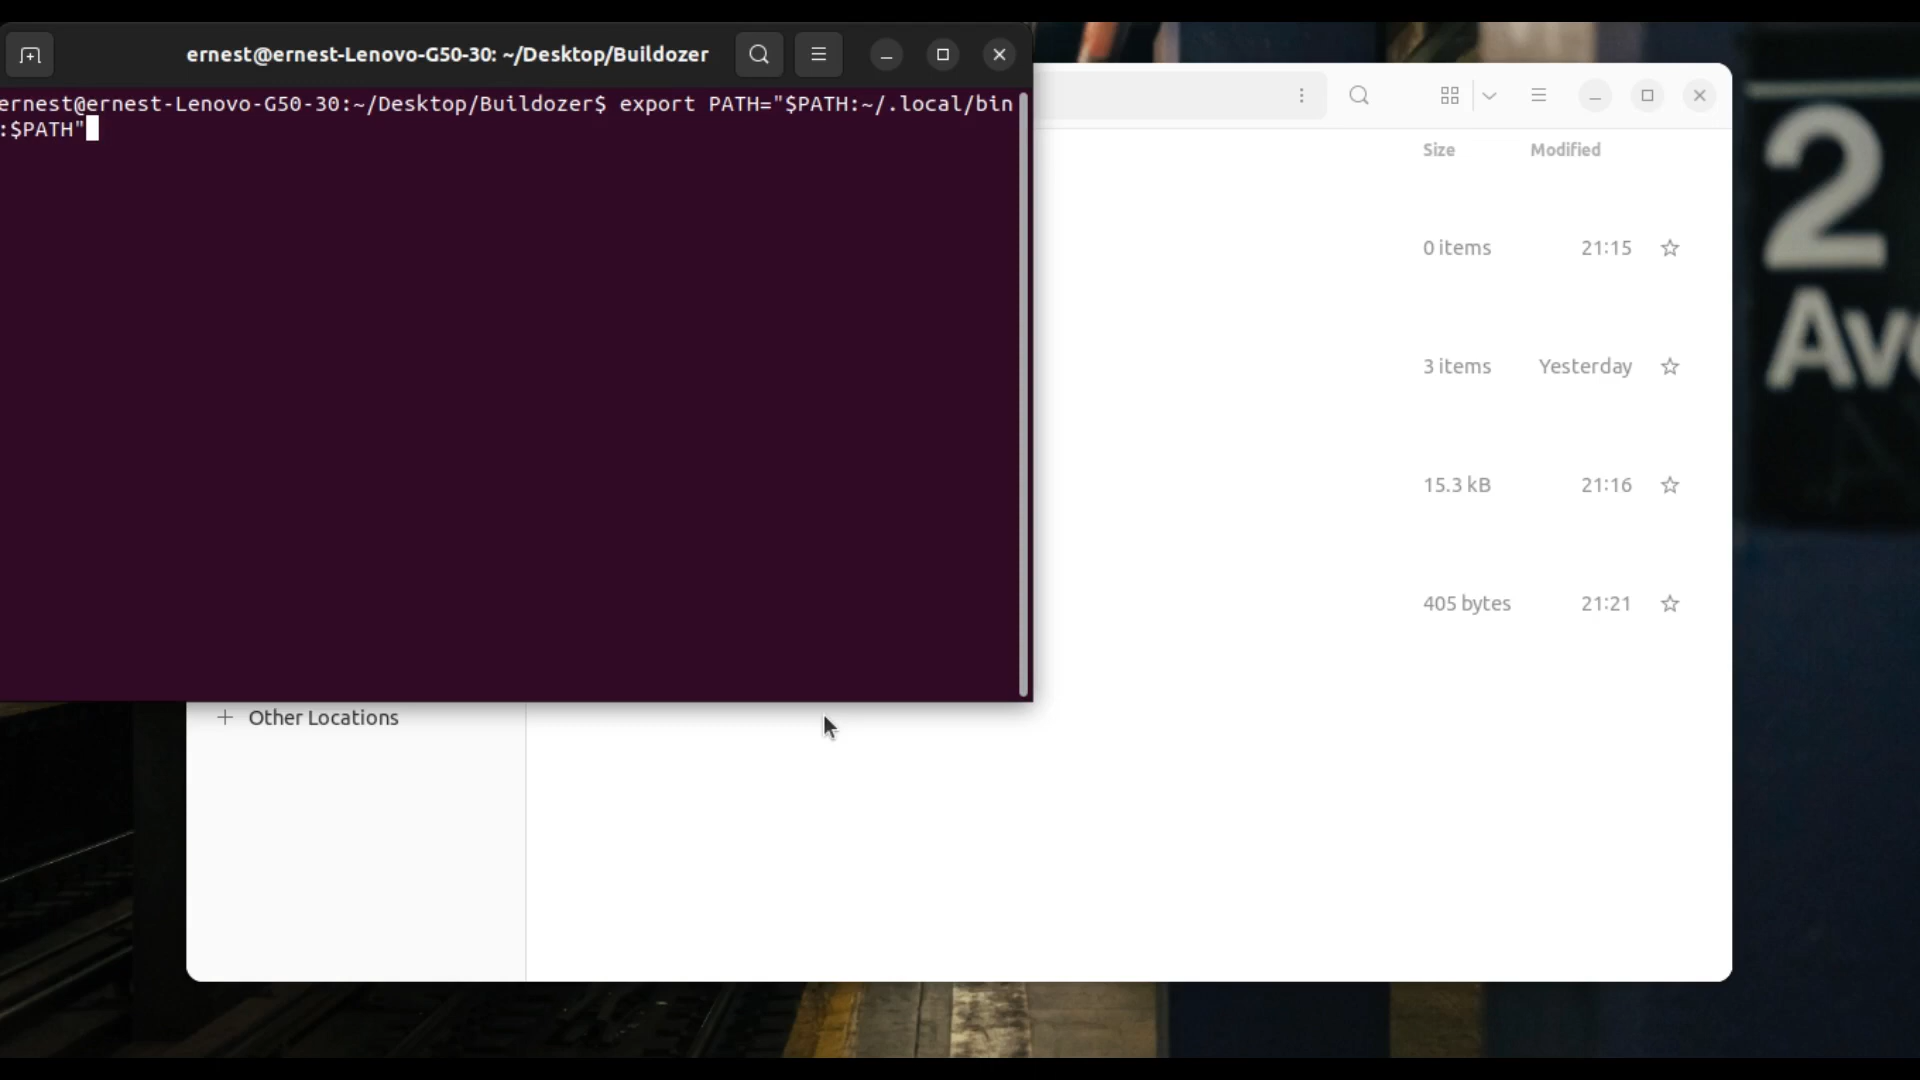 ernest@ernest-Lenovo-G50-30: ~/Desktop/Buildozer
ernest@ernest-Lenovo-G50-30:~/Desktop/Buildozer$ export PATH="$PATH:~/.local/bin
:$PATH"
Size Modified
0 items 21:15
3 items Yesterday
15.3 kB 21:16
405 bytes 21:21
+ Other Locations
2
Ave